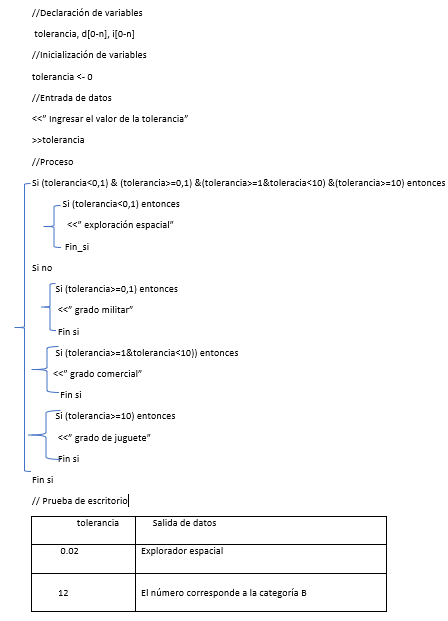 //Declaración de variables
tolerancia, d[0-n], i[0-n]
//Inicialización de variables
tolerancia <- 0
//Entrada de datos
<<" Ingresar el valor de la tolerancia"
>>tolerancia
//Proceso
Si (tolerancia<0,1) & (tolerancia>=0,1) &(tolerancia>=1&toleracia<10) &(tolerancia>=10) entonces
Si (tolerancia<0,1) entonces
<<" exploración espacial"
Fin_si
Si no
Si (tolerancia>=0,1) entonces
<<" grado militar"
Fin si
Si (tolerancia>=1&tolerancia<10)) entonces
<<" grado comercial"
Fin si
Si (tolerancia>=10) entonces
<<" grado de juguete"
Fin si
Fin si
// Prueba de escritorio
tolerancia Salida de datos
0.02 Explorador espacial
12 El número corresponde a la categoría B